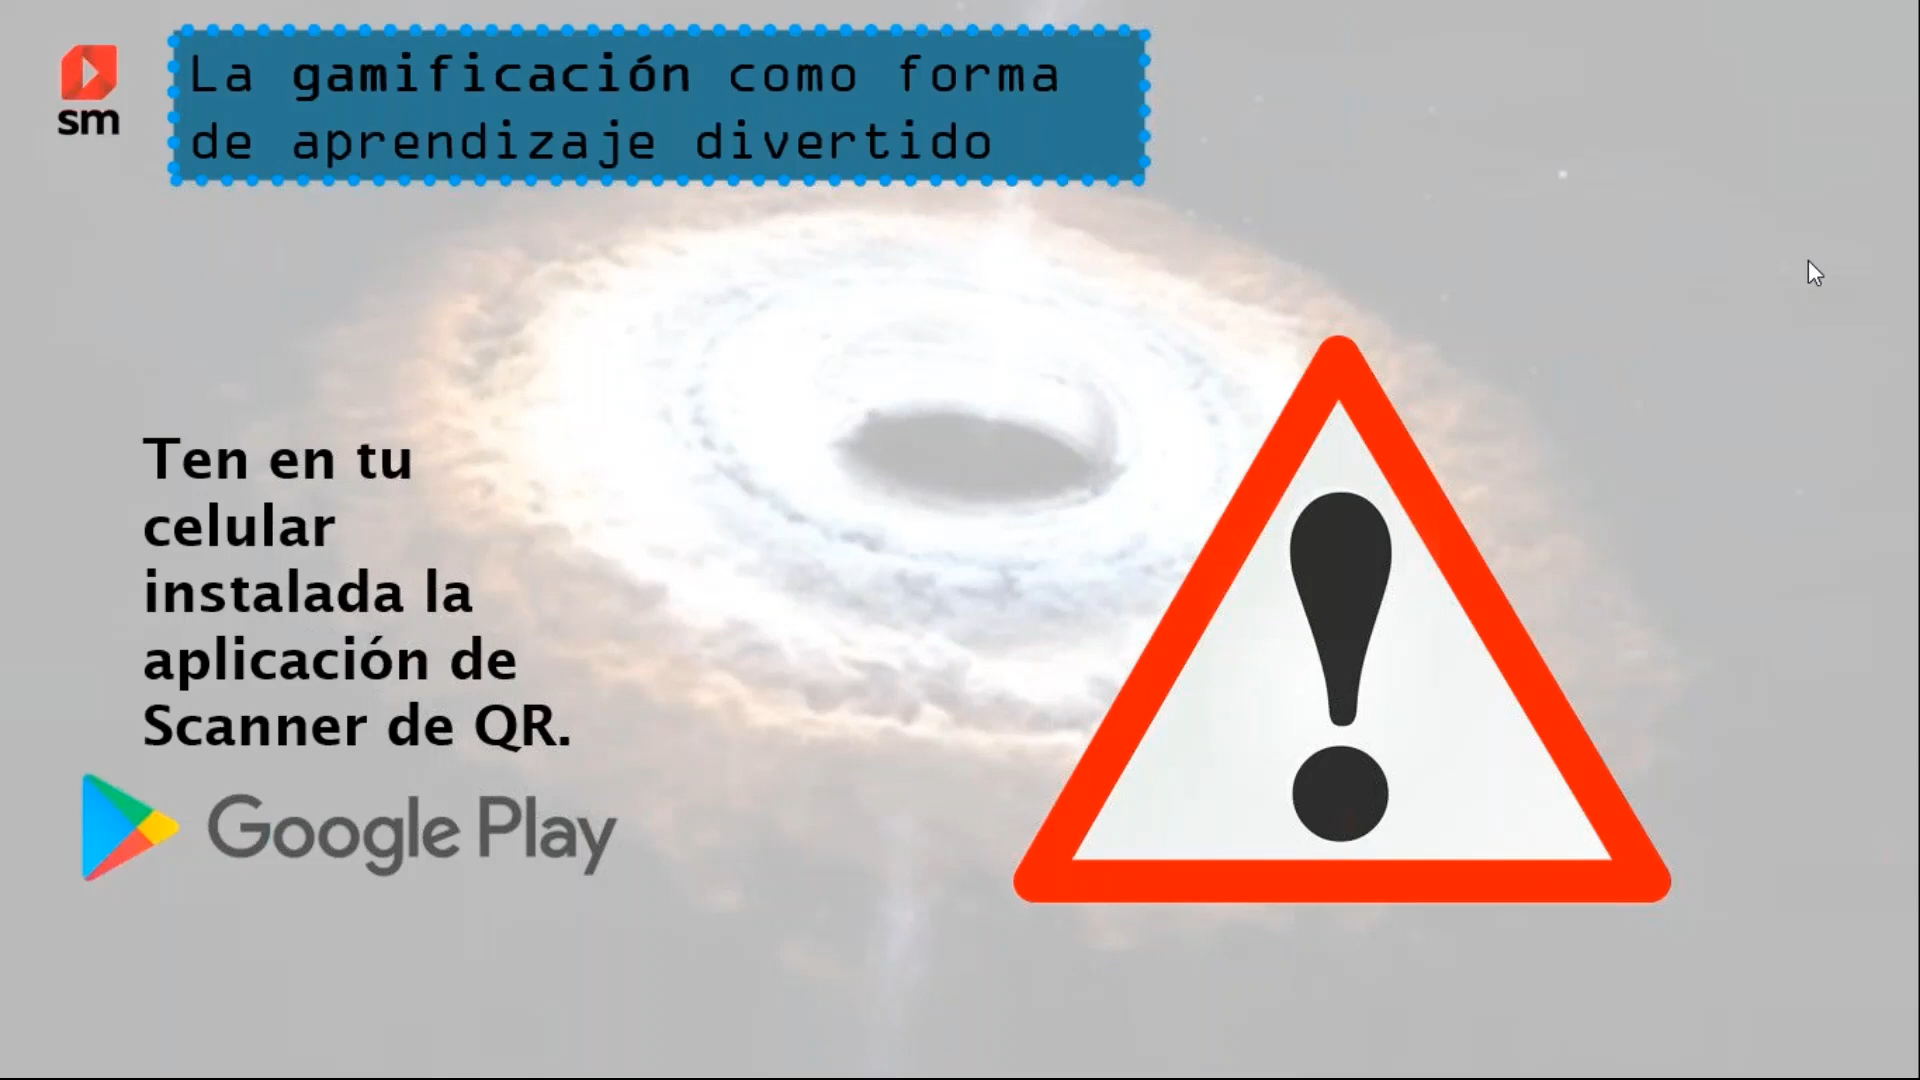 sm
La gamificación como forma
de aprendizaje divertido
Ten en tu
celular
instalada la
aplicación de
Scanner de QR.
Google Play